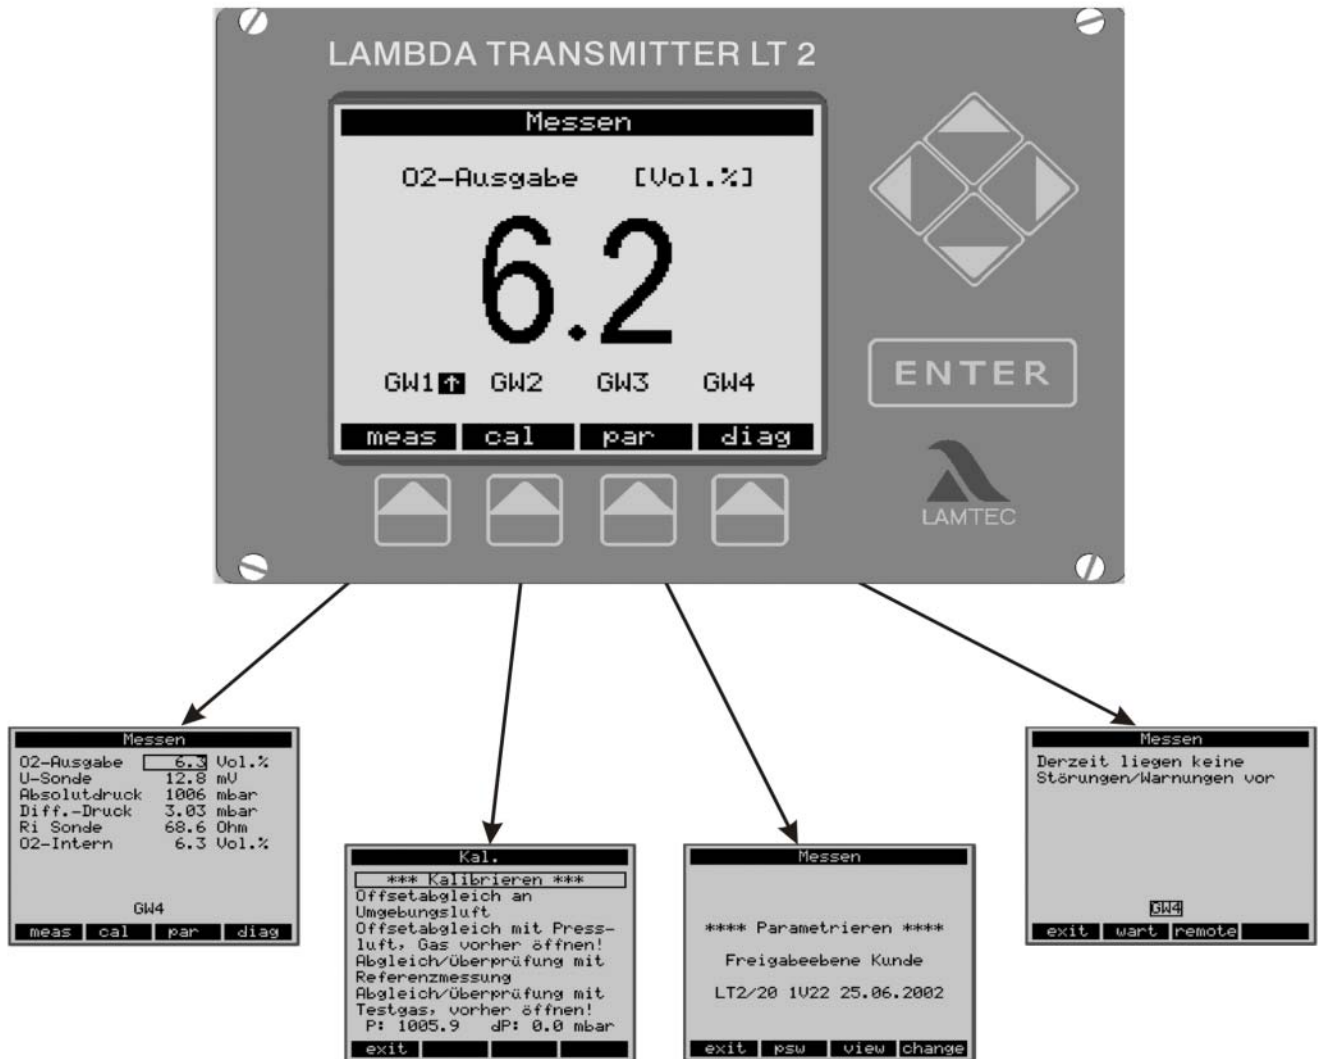 LAMBDA TRANSMITTER LT 2
Messen
O2-Ausgabe [Vol.%]
6.2
GW1↑ GW2 GW3 GW4
meas cal par diag
ENTER
LAMTEC
Messen
O2-Ausgabe 6.3 Vol.%
U-Sonde 12.8 mV
Absolutdruck 1006 mbar
Diff.-Druck 3.03 mbar
Ri Sonde 68.6 Ohm
O2-Intern 6.3 Vol.%
GW4
meas cal par diag
Kal.
*** Kalibrieren ***
Offsetabgleich an
Umgebungsluft
Offsetabgleich mit Press-
luft, Gas vorher öffnen!
Abgleich/Überprüfung mit
Referenzmessung
Abgleich/Überprüfung mit
Testgas, vorher öffnen!
P: 1005.9 dP: 0.0 mbar
exit
Messen
**** Parametrieren ****
Freigabeebene Kunde
LT2/20 1V22 25.06.2002
exit psw view change
Messen
Derzeit liegen keine
Störungen/Warnungen vor
GW4
exit wart remote